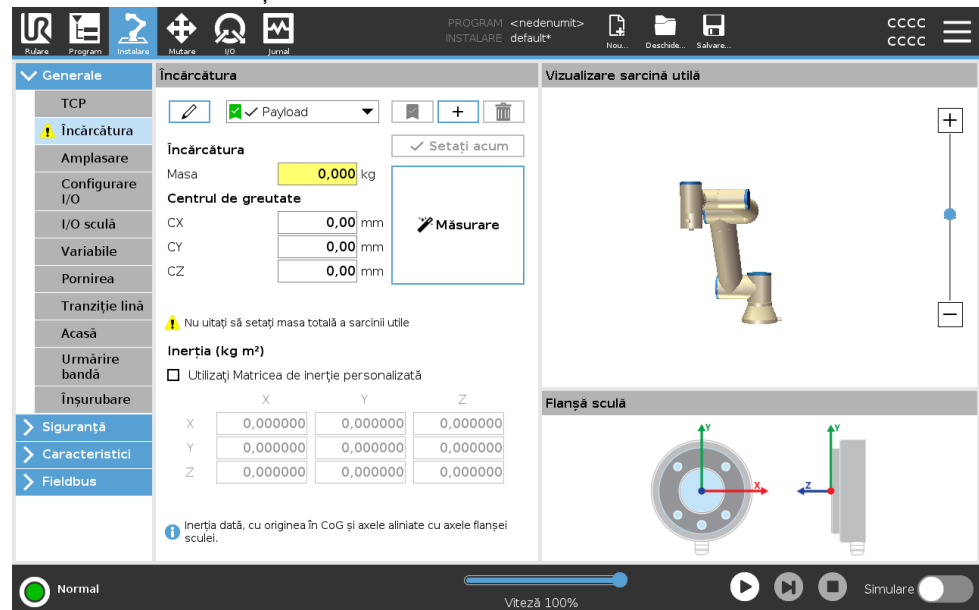 PROGRAM <nedenumit>
INSTALARE default*
CCCC
CCCC
Rulare Program Instalare Mutare I/O Jurnal Nou... Deschide... Salvare...
Generale
TCP
Încărcătura
Amplasare
Configurare
I/O
I/O sculă
Variabile
Pornirea
Tranziție lină
Acasă
Urmărire
bandă
Înșurubare
Siguranță
Caracteristici
Fieldbus
Încărcătura
Payload
Încărcătura
Setați acum
Masa 0,000 kg
Centrul de greutate
CX 0,00 mm
CY 0,00 mm
CZ 0,00 mm
Măsurare
Nu uitați să setați masa totală a sarcinii utile
Inerția (kg m²)
Utilizați Matricea de inerție personalizată
X Y Z
X 0,000000 0,000000 0,000000
Y 0,000000 0,000000 0,000000
Z 0,000000 0,000000 0,000000
Inerția dată, cu originea în CoG și axele aliniate cu axele flanșei
sculei.
Vizualizare sarcină utilă
Flanșă sculă
Y Y
X Z
Normal
Viteză 100%
Simulare